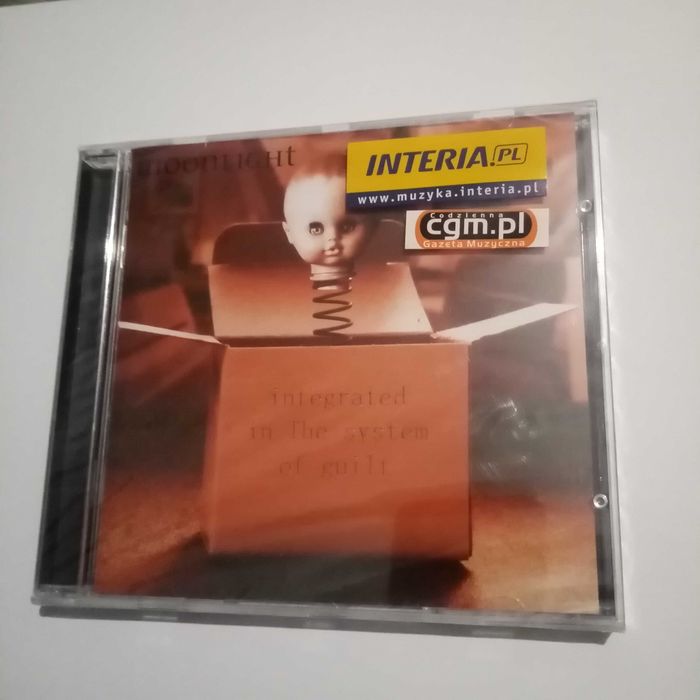 moonlight
INTERIA.PL
www.muzyka.interia.pl
Codzienna
cgm.pl
Gazeta Muzyczna
integrated
in The system
of guilt